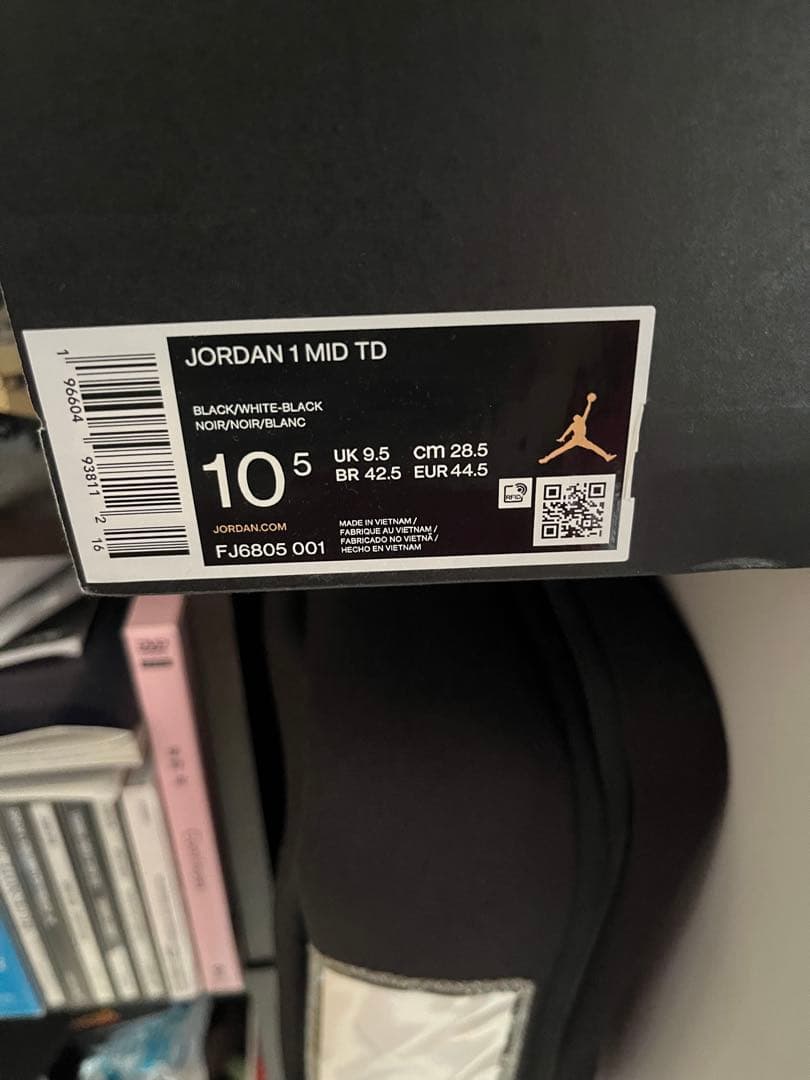 JORDAN 1 MID TD
BLACK/WHITE-BLACK
NOIR/NOIR/BLANC
10 5
UK 9.5 cm 28.5
BR 42.5 EUR 44.5
RFID
JORDAN.COM
FJ6805 001
MADE IN VIETNAM /
FABRIQUE AU VIETNAM /
FABRICADO NO VIETNÃ /
HECHO EN VIETNAM
1 96604 93811 2 16